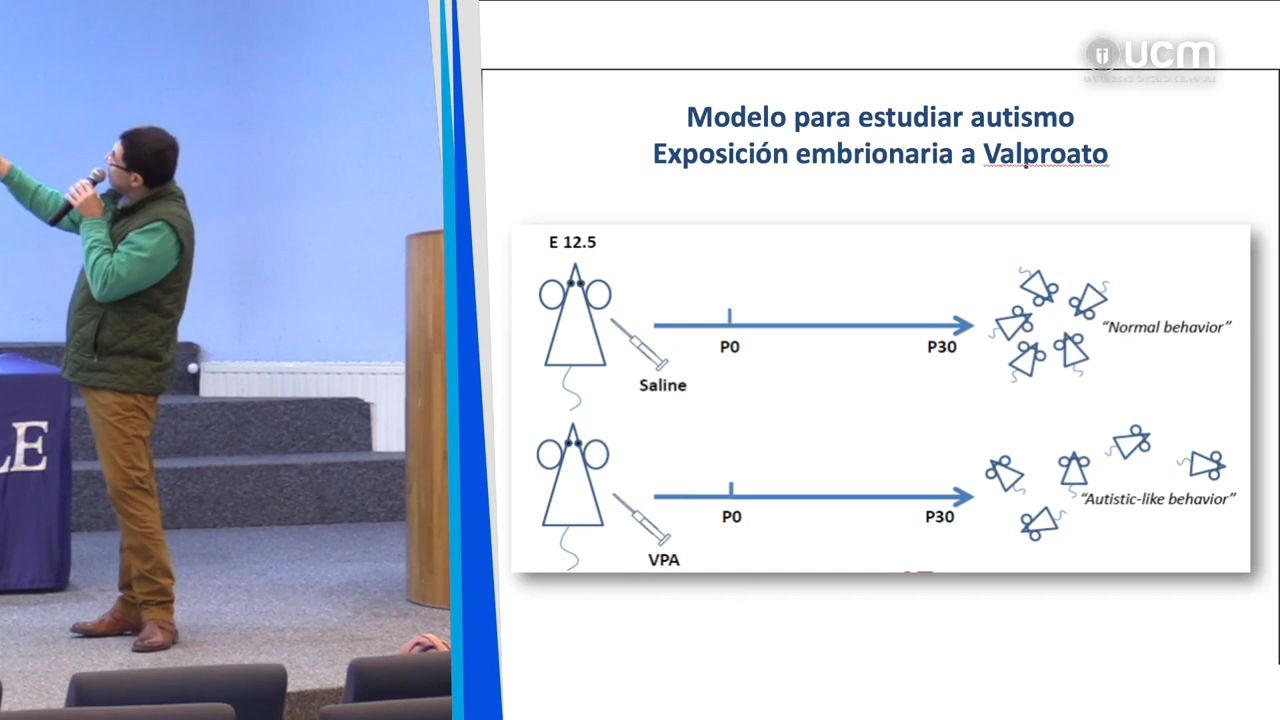 ucm
Modelo para estudiar autismo
Exposición embrionaria a Valproato
E 12.5
P0
P30
"Normal behavior"
Saline
P0
P30
"Autistic-like behavior"
VPA
LE